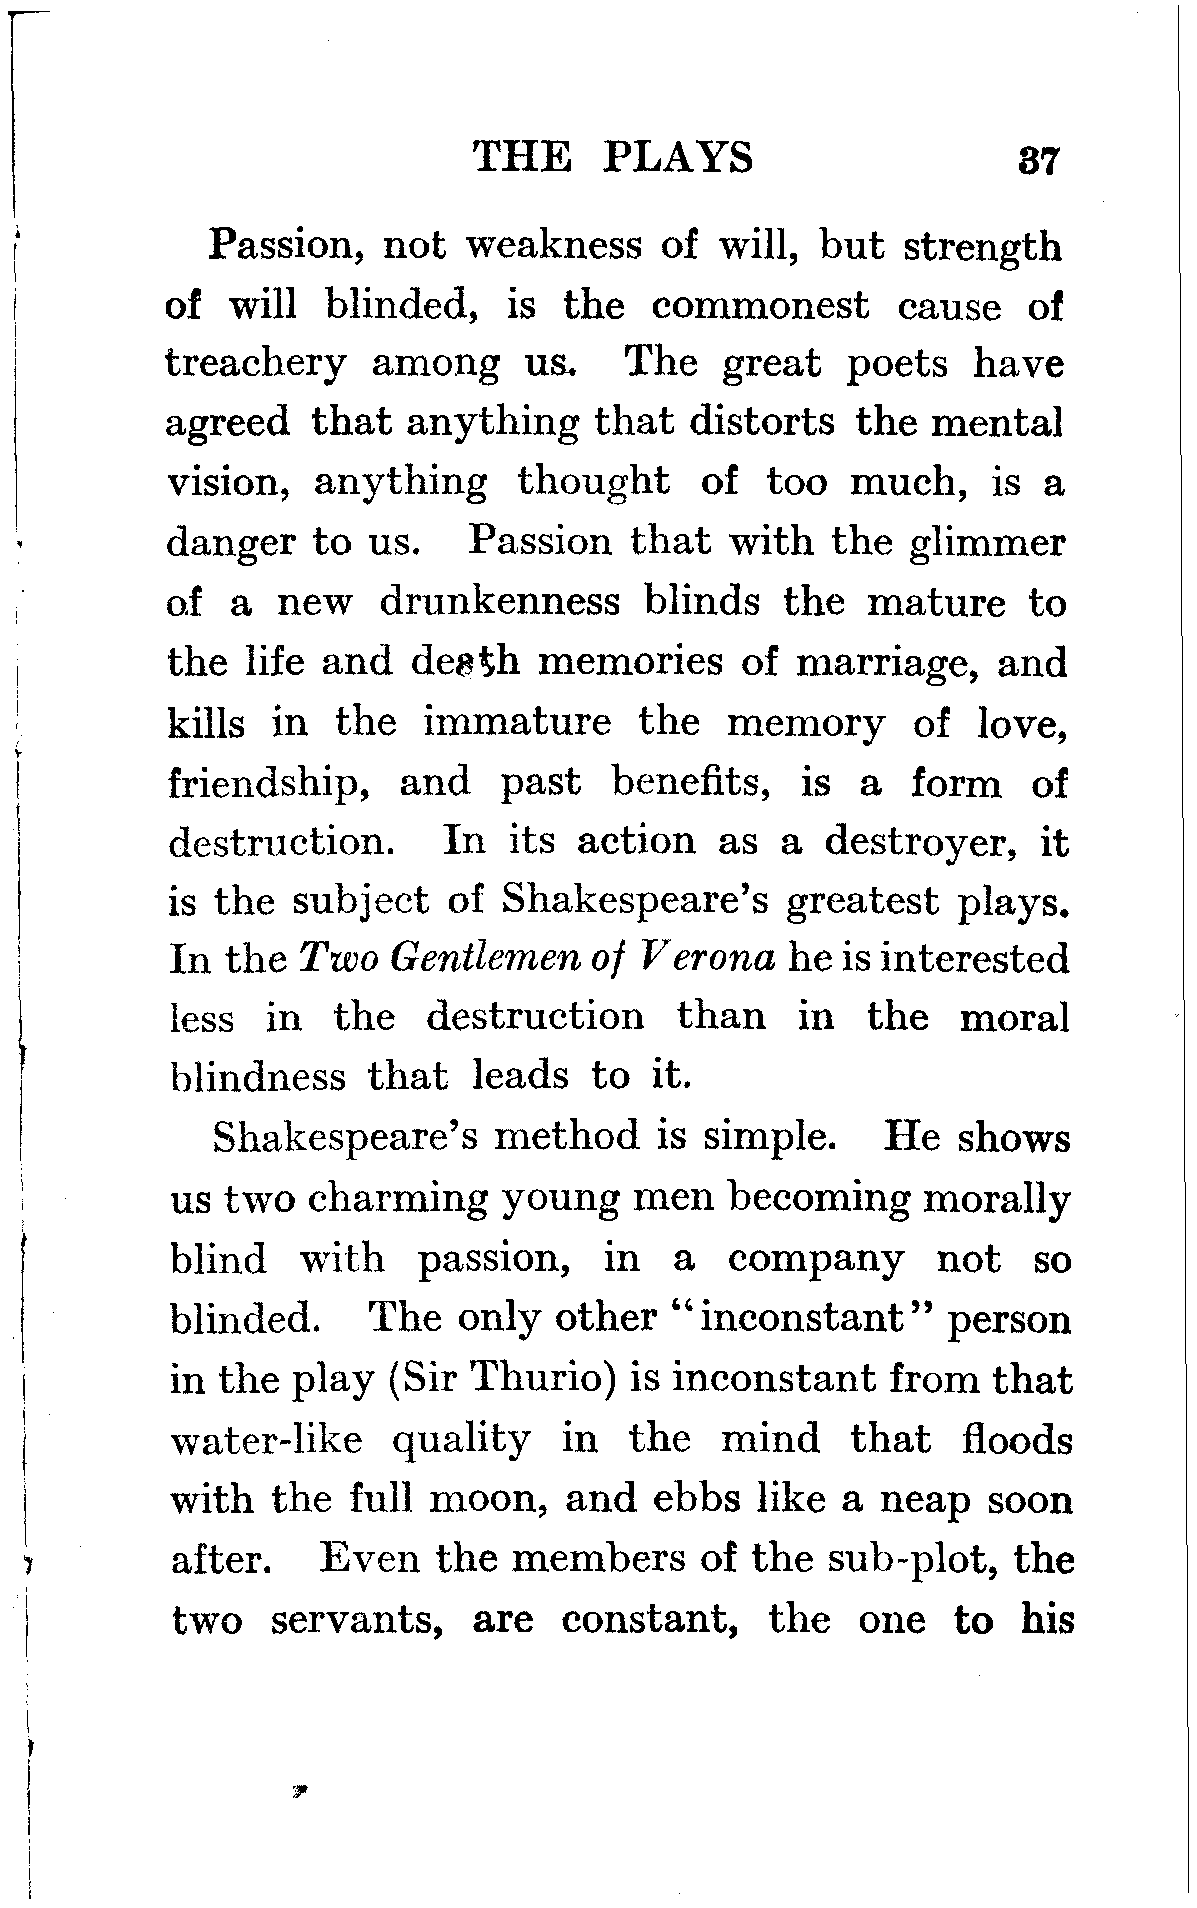 THE PLAYS 37
Passion, not weakness of will, but strength
of will blinded, is the commonest cause of
treachery among us. The great poets have
agreed that anything that distorts the mental
vision, anything thought of too much, is a
danger to us. Passion that with the glimmer
of a new drunkenness blinds the mature to
the life and death memories of marriage, and
kills in the immature the memory of love,
friendship, and past benefits, is a form of
destruction. In its action as a destroyer, it
is the subject of Shakespeare's greatest plays.
In the Two Gentlemen of Verona he is interested
less in the destruction than in the moral
blindness that leads to it.
Shakespeare's method is simple. He shows
us two charming young men becoming morally
blind with passion, in a company not so
blinded. The only other "inconstant" person
in the play (Sir Thurio) is inconstant from that
water-like quality in the mind that floods
with the full moon, and ebbs like a neap soon
after. Even the members of the sub-plot, the
two servants, are constant, the one to his